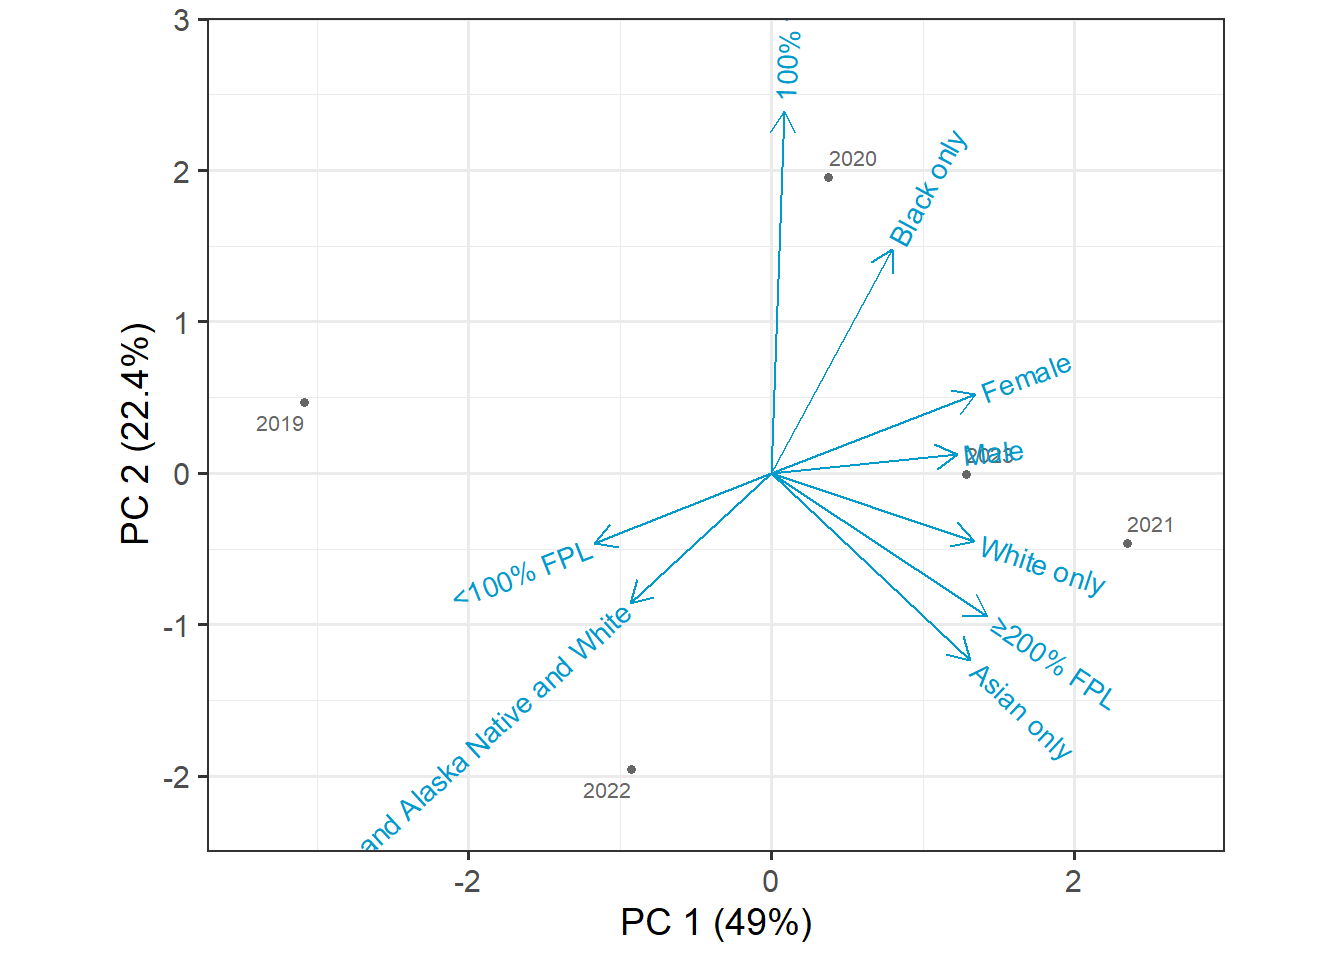 3
2
1
0
-1
-2
PC 2 (22.4%)
-2
0
2
PC 1 (49%)
100%
2020
Black only
Female
2019
Male
2023
2021
White only
<100% FPL
≥200% FPL
Asian only
and Alaska Native and White
2022